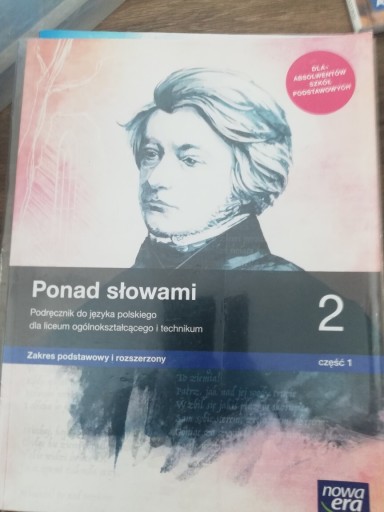 DLA
ABSOLWENTÓW
SZKÓŁ
PODSTAWOWYCH
Ponad słowami
Podręcznik do języka polskiego
dla liceum ogólnokształcącego i technikum
2
Zakres podstawowy i rozszerzony
część 1
nowa
era